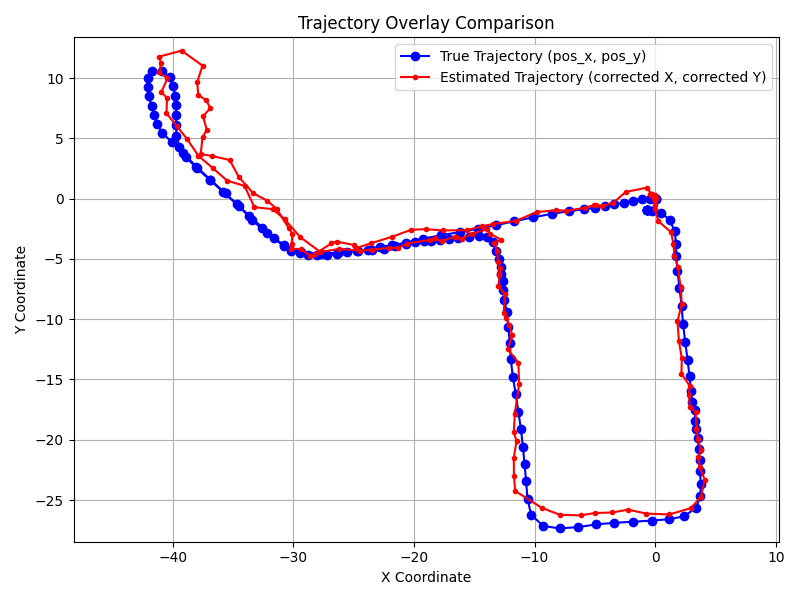 Trajectory Overlay Comparison
True Trajectory (pos_x, pos_y)
Estimated Trajectory (corrected X, corrected Y)
Y Coordinate
10
5
0
−5
−10
−15
−20
−25
−40
−30
−20
−10
0
10
X Coordinate